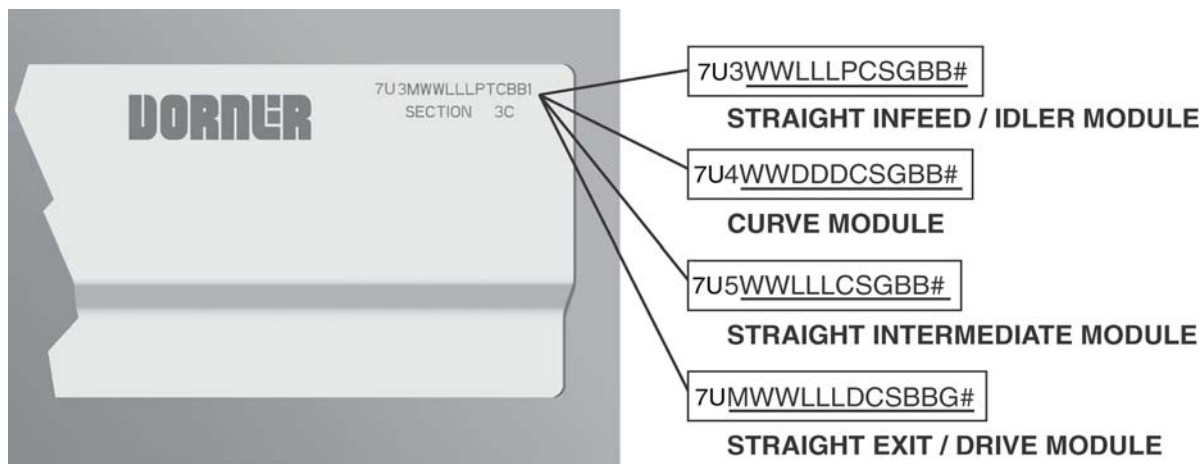 DORNER
7U3MWWLLLPTCBB1
SECTION 3C
7U3WWLLLPCSGBB#
STRAIGHT INFEED / IDLER MODULE
7U4WWDDDCSGBB#
CURVE MODULE
7U5WWLLLCSGBB#
STRAIGHT INTERMEDIATE MODULE
7UMWWLLLDCSBBG#
STRAIGHT EXIT / DRIVE MODULE